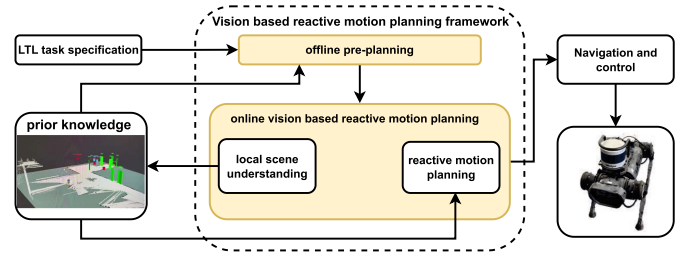 Vision based reactive motion planning framework
LTL task specification
offline pre-planning
Navigation and
control
online vision based reactive motion planning
prior knowledge
local scene
understanding
reactive motion
planning